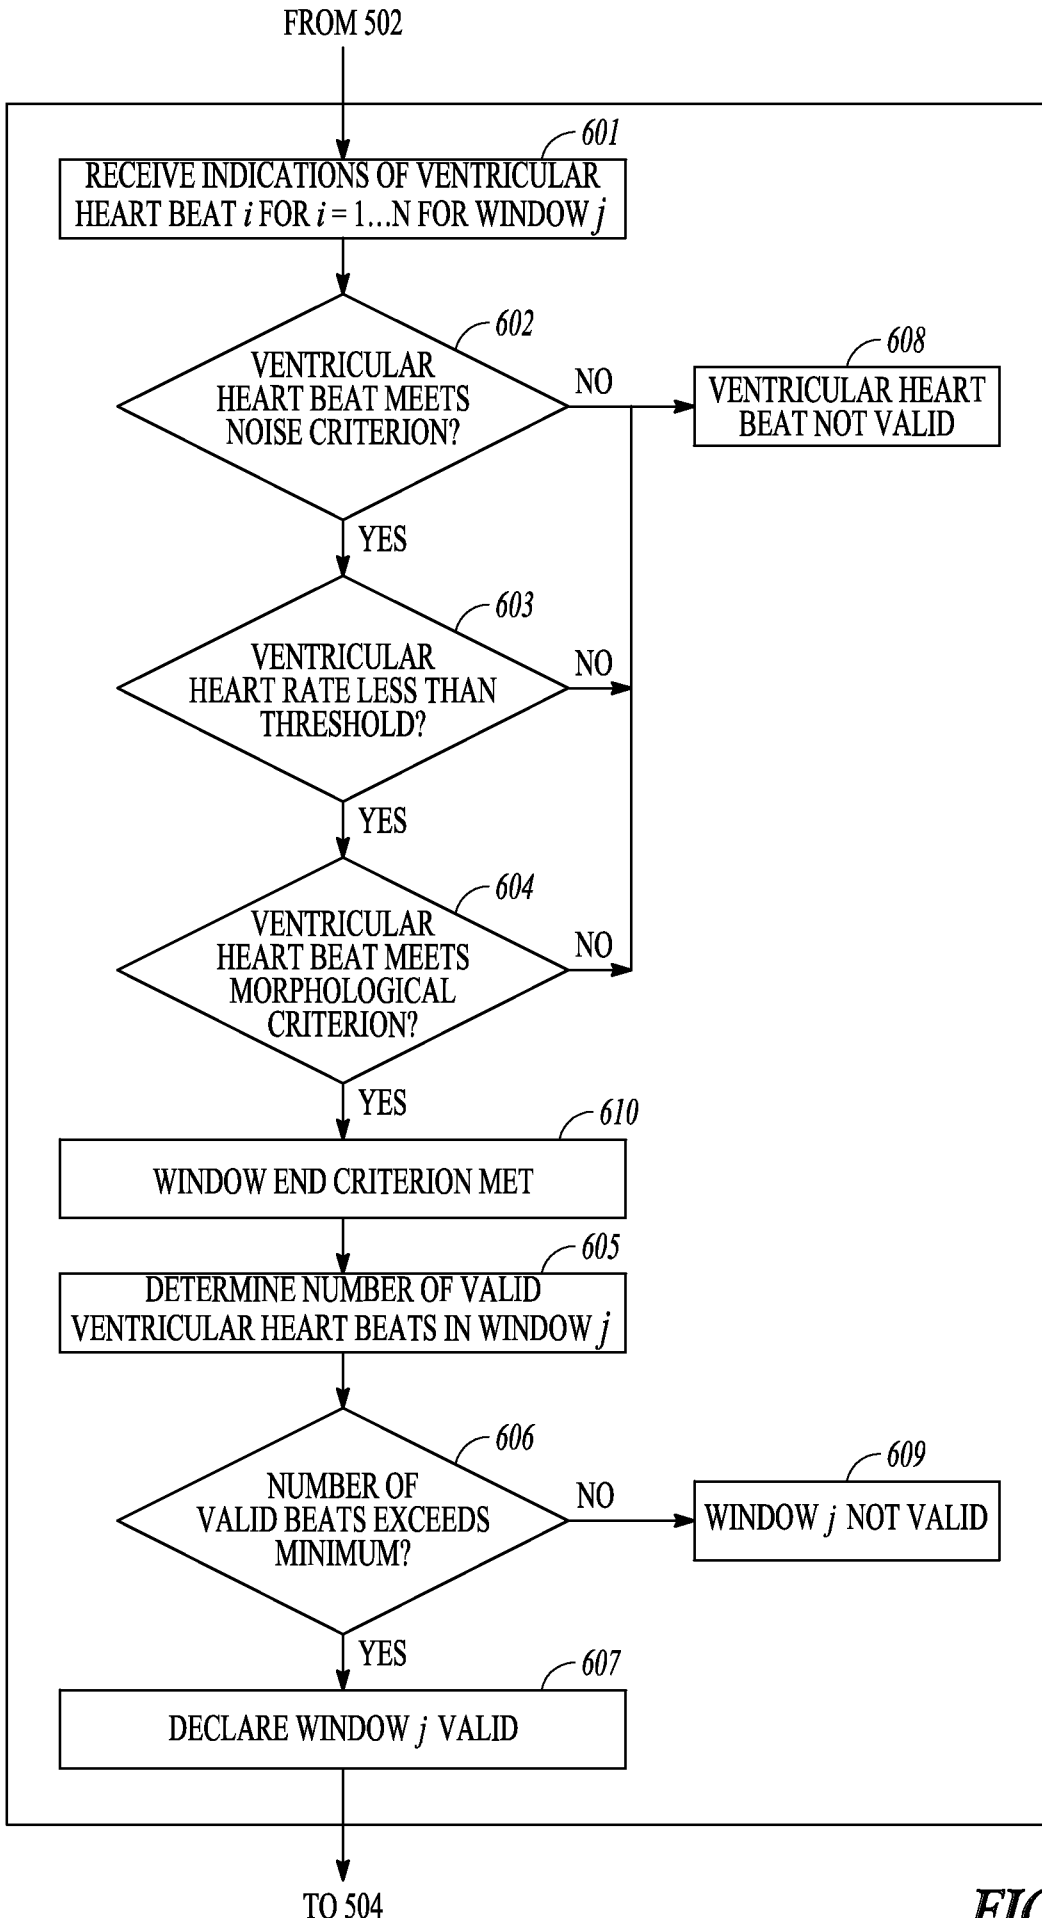 FROM 502
601
RECEIVE INDICATIONS OF VENTRICULAR
HEART BEAT i FOR i = 1...N FOR WINDOW j
602
VENTRICULAR
HEART BEAT MEETS
NOISE CRITERION?
NO
608
VENTRICULAR HEART
BEAT NOT VALID
YES
603
VENTRICULAR
HEART RATE LESS THAN
THRESHOLD?
NO
YES
604
VENTRICULAR
HEART BEAT MEETS
MORPHOLOGICAL
CRITERION?
NO
YES
610
WINDOW END CRITERION MET
605
DETERMINE NUMBER OF VALID
VENTRICULAR HEART BEATS IN WINDOW j
606
NUMBER OF
VALID BEATS EXCEEDS
MINIMUM?
NO
609
WINDOW j NOT VALID
YES
607
DECLARE WINDOW j VALID
TO 504